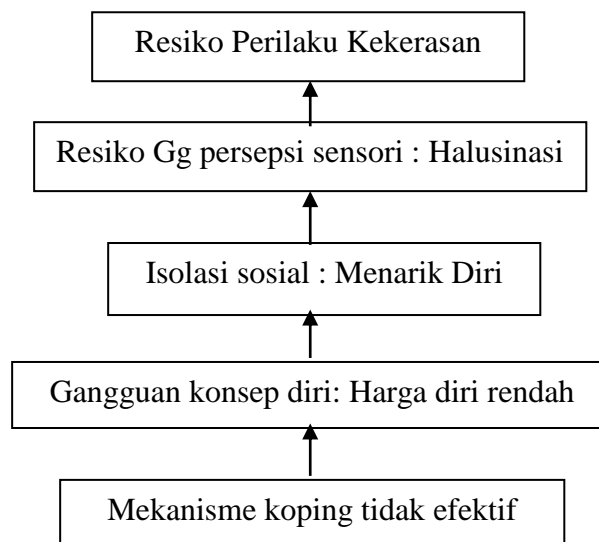 Resiko Perilaku Kekerasan
Resiko Gg persepsi sensori : Halusinasi
Isolasi sosial : Menarik Diri
Gangguan konsep diri: Harga diri rendah
Mekanisme koping tidak efektif